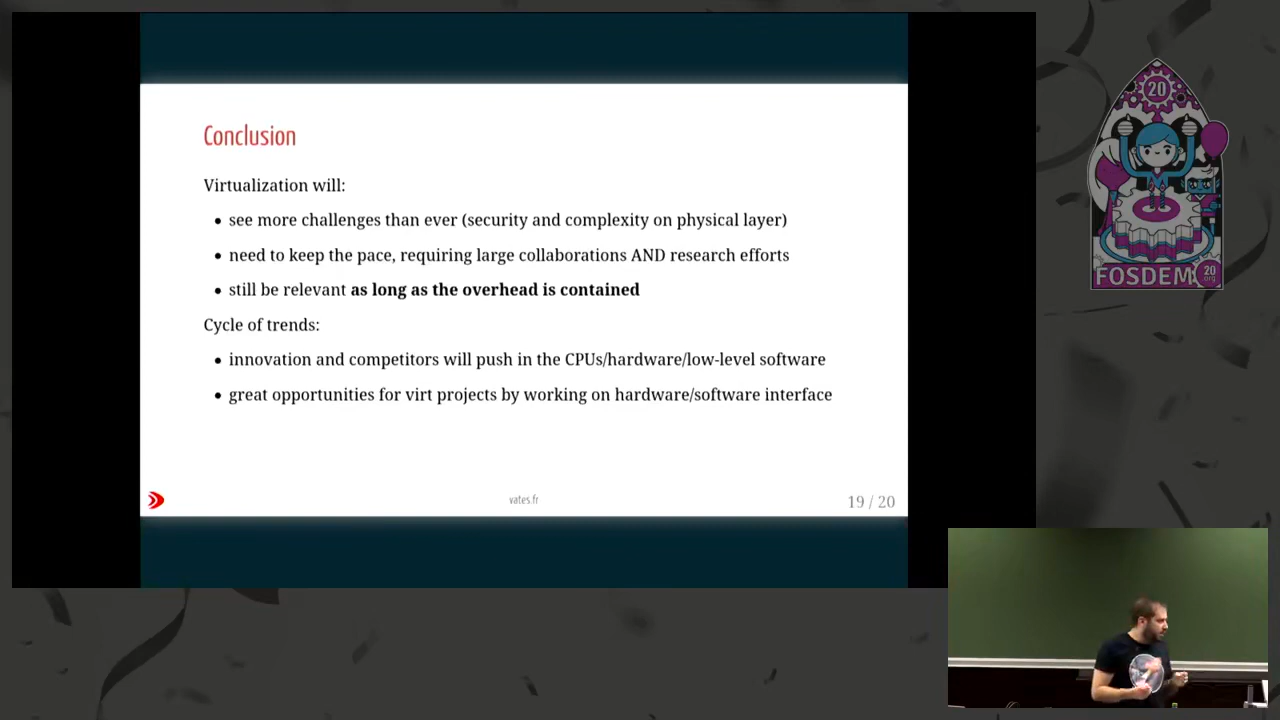 Conclusion
Virtualization will:
• see more challenges than ever (security and complexity on physical layer)
• need to keep the pace, requiring large collaborations AND research efforts
• still be relevant as long as the overhead is contained
Cycle of trends:
• innovation and competitors will push in the CPUs/hardware/low-level software
• great opportunities for virt projects by working on hardware/software interface
vates.fr
19 / 20
20
FOSDEM
20
.org